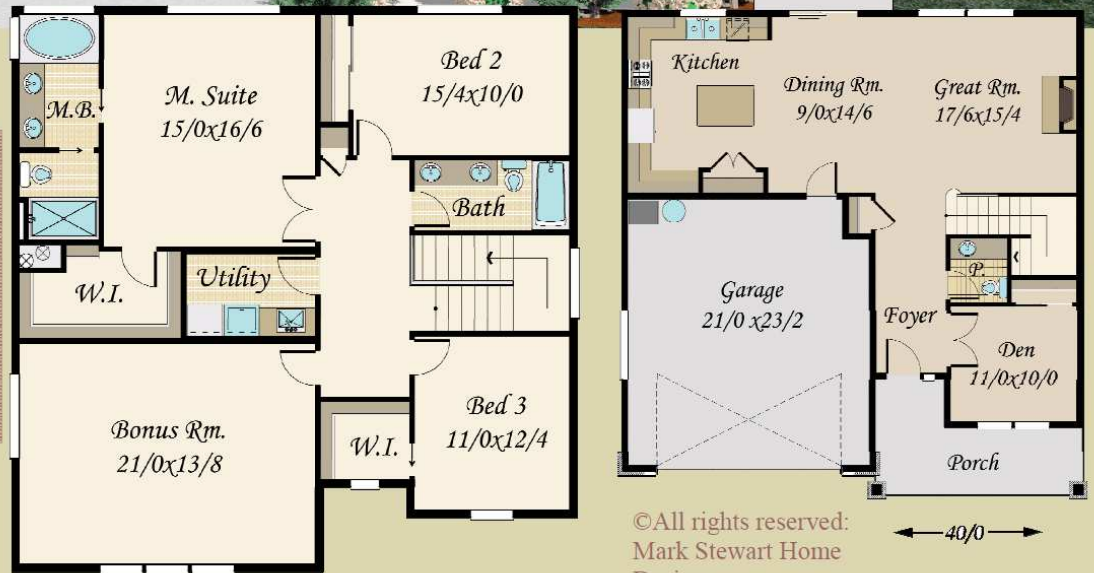 M.B.
M. Suite
15/0x16/6
Bed 2
15/4x10/0
Bath
W.I.
Utility
Bonus Rm.
21/0x13/8
W.I.
Bed 3
11/0x12/4
Kitchen
Dining Rm.
9/0x14/6
Great Rm.
17/6x15/4
Garage
21/0 x23/2
P.
Foyer
Den
11/0x10/0
Porch
©All rights reserved:
Mark Stewart Home
40/0